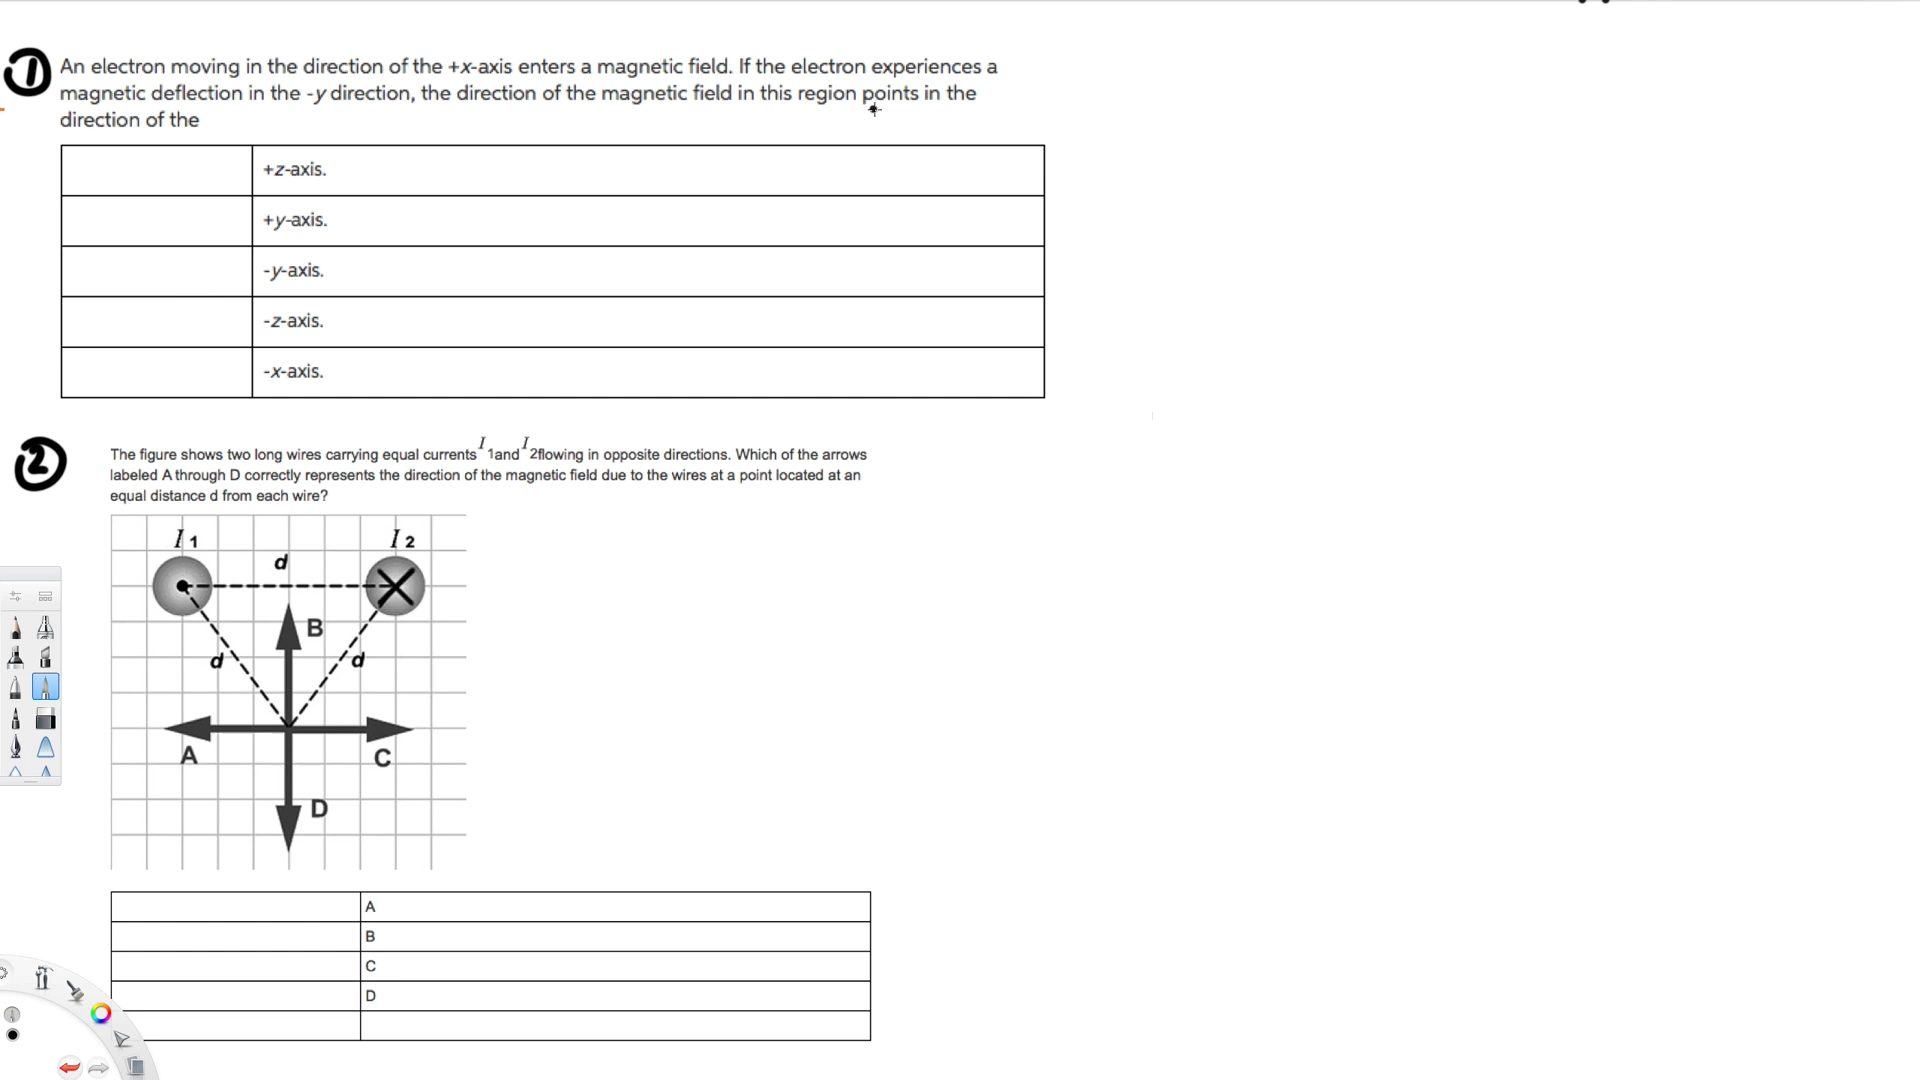 1 An electron moving in the direction of the +x-axis enters a magnetic field. If the electron experiences a
magnetic deflection in the -y direction, the direction of the magnetic field in this region points in the
direction of the
+z-axis.
+y-axis.
-y-axis.
-z-axis.
-x-axis.
2 The figure shows two long wires carrying equal currents I 1and I 2flowing in opposite directions. Which of the arrows
labeled A through D correctly represents the direction of the magnetic field due to the wires at a point located at an
equal distance d from each wire?
I 1 I 2
d
B
d d
A C
D
A
B
C
D